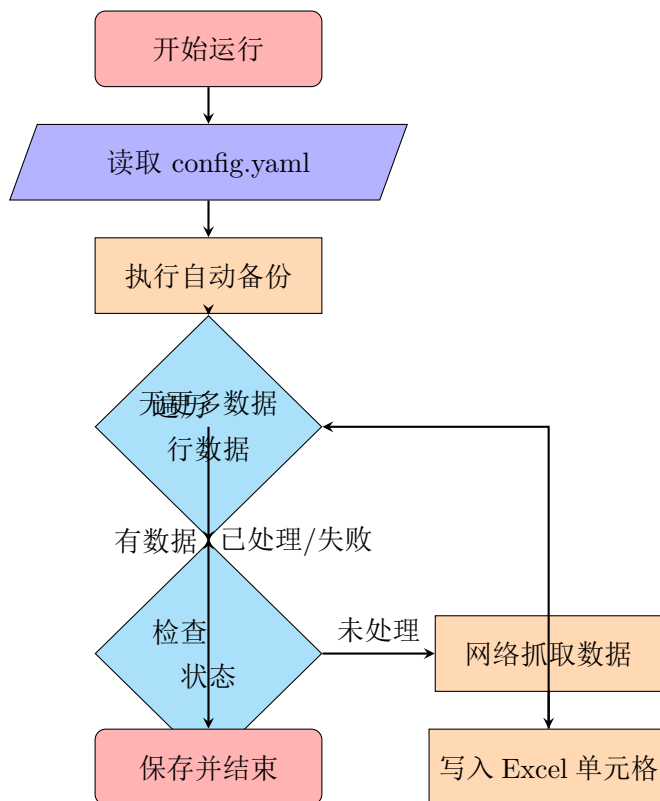 开始运行
读取 config.yaml
执行自动备份
无更多数据
遍历
行数据
有数据
已处理/失败
检查
状态
未处理
网络抓取数据
保存并结束
写入 Excel 单元格